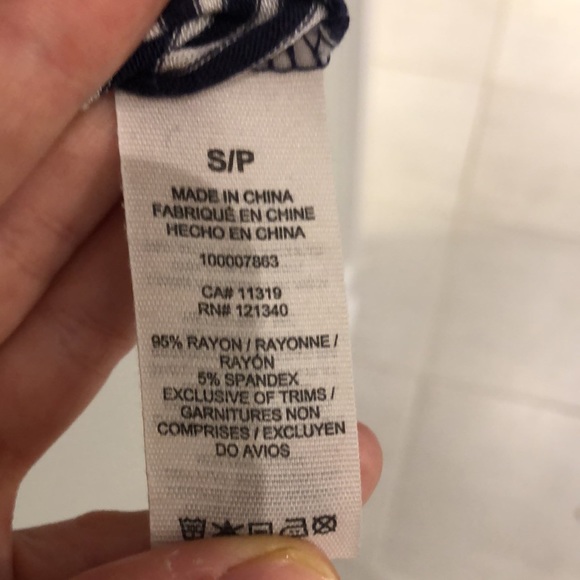 S/P
MADE IN CHINA
FABRIQUÉ EN CHINE
HECHO EN CHINA
100007863
CA# 11319
RN# 121340
95% RAYON / RAYONNE /
RAYÓN
5% SPANDEX
EXCLUSIVE OF TRIMS /
GARNITURES NON
COMPRISES / EXCLUYEN
DO AVIOS